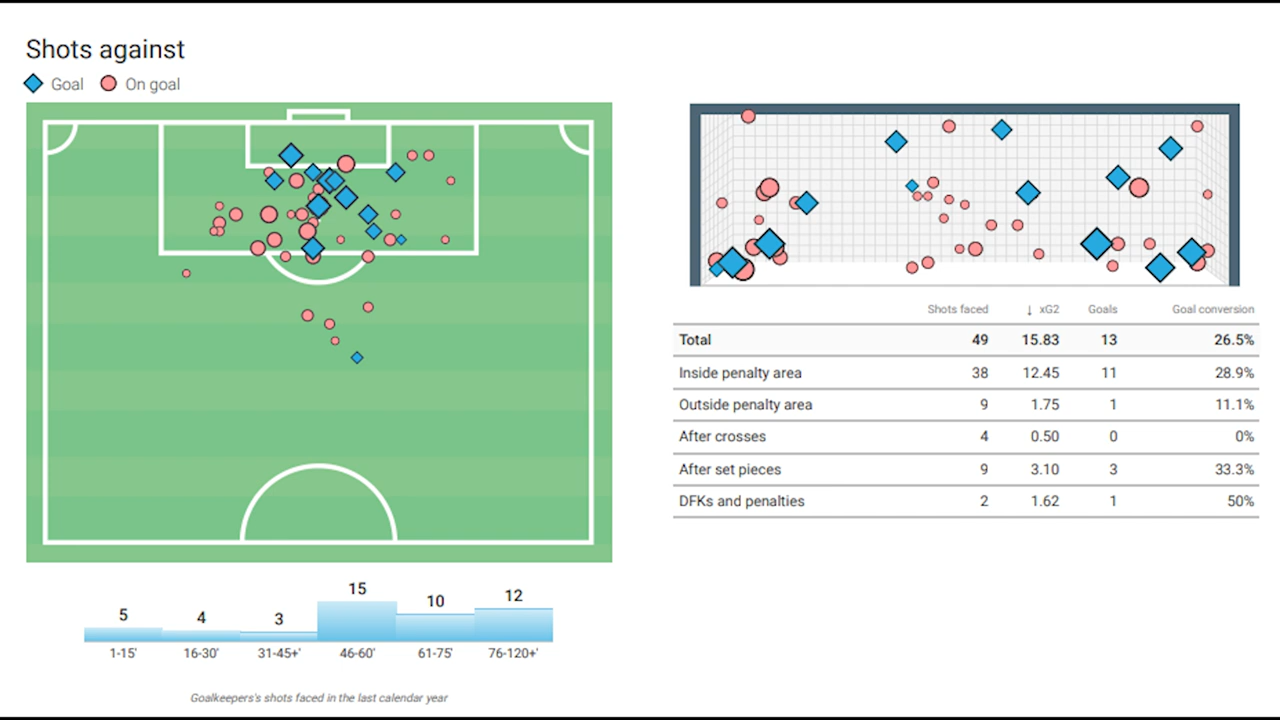 Shots against
Goal On goal
Shots faced ↓ xG2 Goals Goal conversion
Total 49 15.83 13 26.5%
Inside penalty area 38 12.45 11 28.9%
Outside penalty area 9 1.75 1 11.1%
After crosses 4 0.50 0 0%
After set pieces 9 3.10 3 33.3%
DFKs and penalties 2 1.62 1 50%
5 4 3 15 10 12
1-15' 16-30' 31-45+' 46-60' 61-75' 76-120+'
Goalkeepers's shots faced in the last calendar year